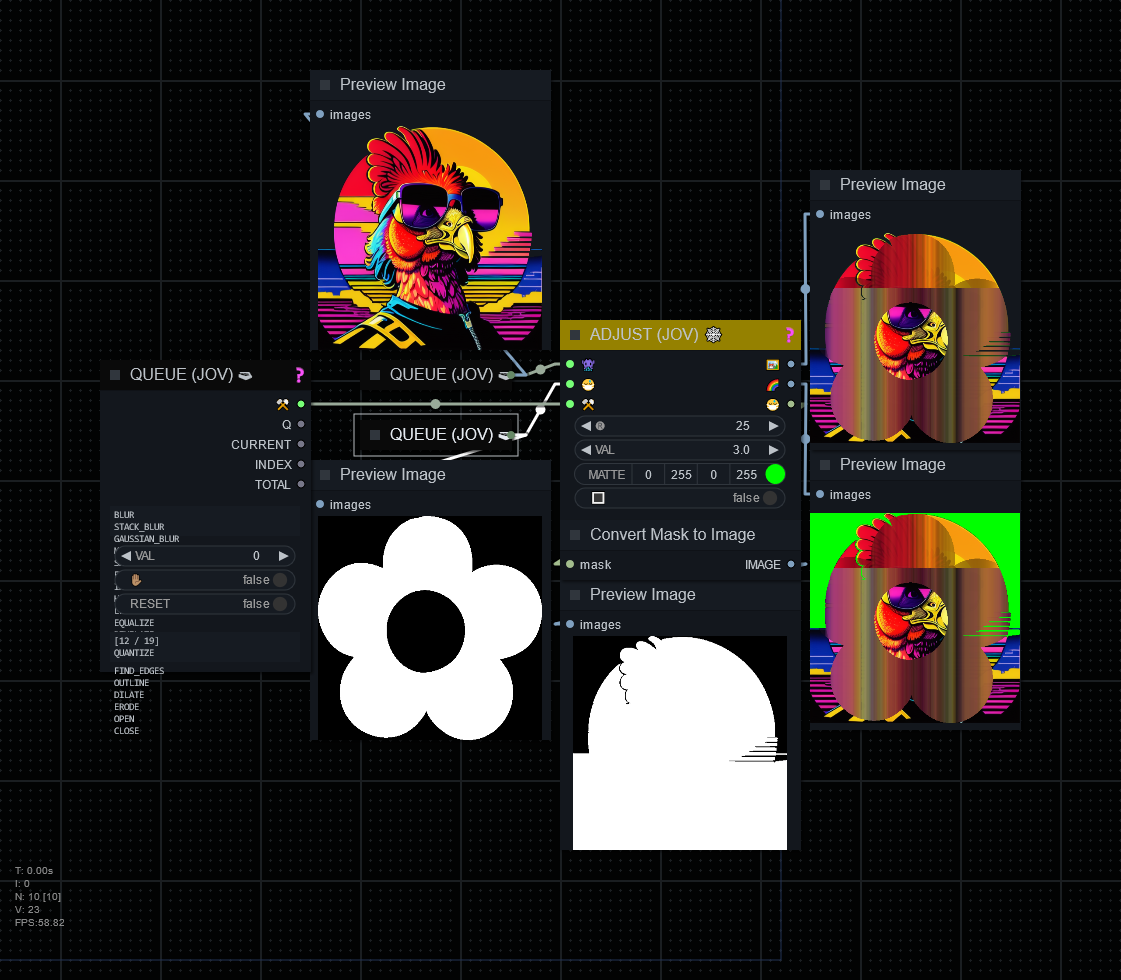 Preview Image
images
QUEUE (JOV)
?
Q
CURRENT
INDEX
TOTAL
BLUR
STACK_BLUR
GAUSSIAN_BLUR
VAL 0
false
RESET false
EQUALIZE
[12 / 19]
QUANTIZE
FIND_EDGES
OUTLINE
DILATE
ERODE
OPEN
CLOSE
QUEUE (JOV)
QUEUE (JOV)
Preview Image
images
ADJUST (JOV)
?
R 25
VAL 3.0
MATTE 0 255 0 255
false
Convert Mask to Image
mask IMAGE
Preview Image
images
Preview Image
images
Preview Image
images
T: 0.00s
I: 0
N: 10 [10]
V: 23
FPS:58.82